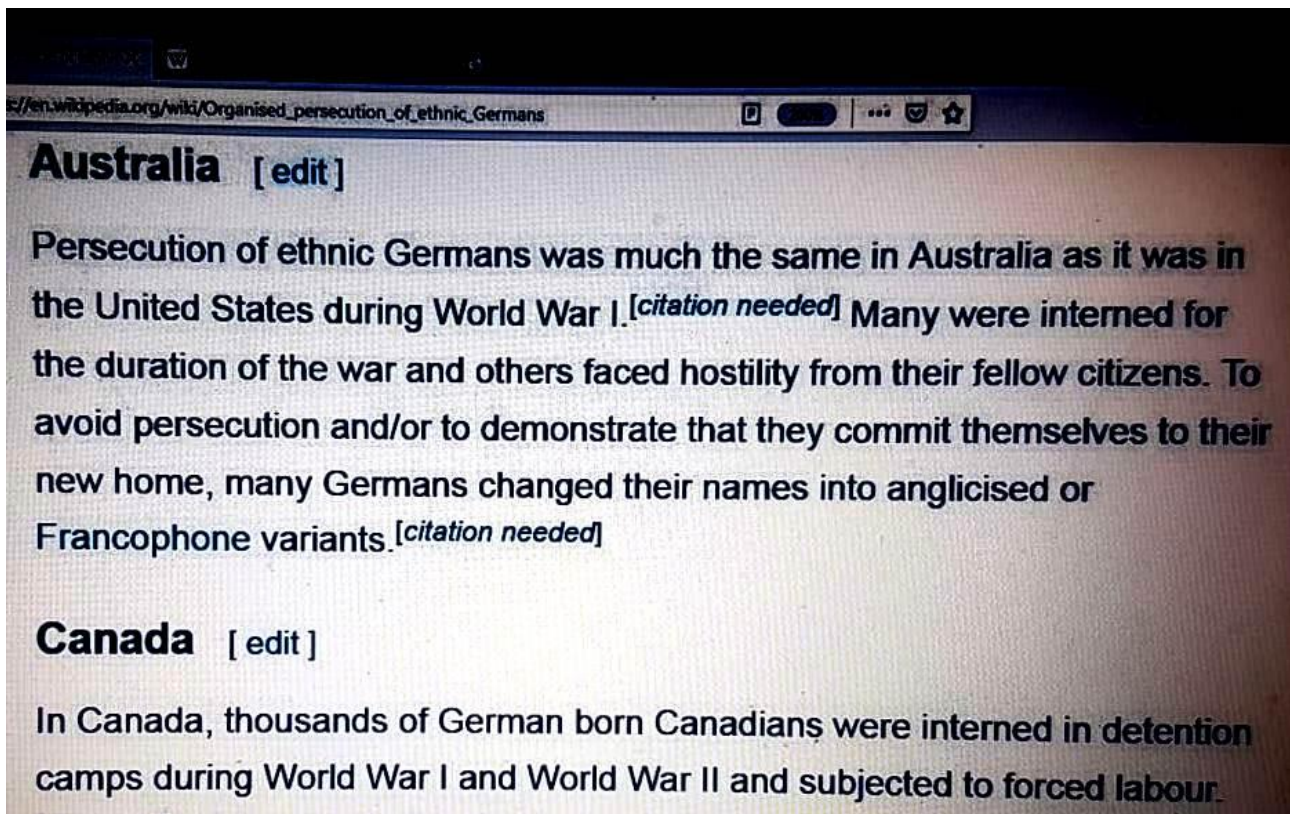 s://en.wikipedia.org/wiki/Organised_persecution_of_ethnic_Germans
Australia [ edit ]
Persecution of ethnic Germans was much the same in Australia as it was in
the United States during World War I.[citation needed] Many were interned for
the duration of the war and others faced hostility from their fellow citizens. To
avoid persecution and/or to demonstrate that they commit themselves to their
new home, many Germans changed their names into anglicised or
Francophone variants.[citation needed]
Canada [ edit ]
In Canada, thousands of German born Canadians were interned in detention
camps during World War I and World War II and subjected to forced labour.